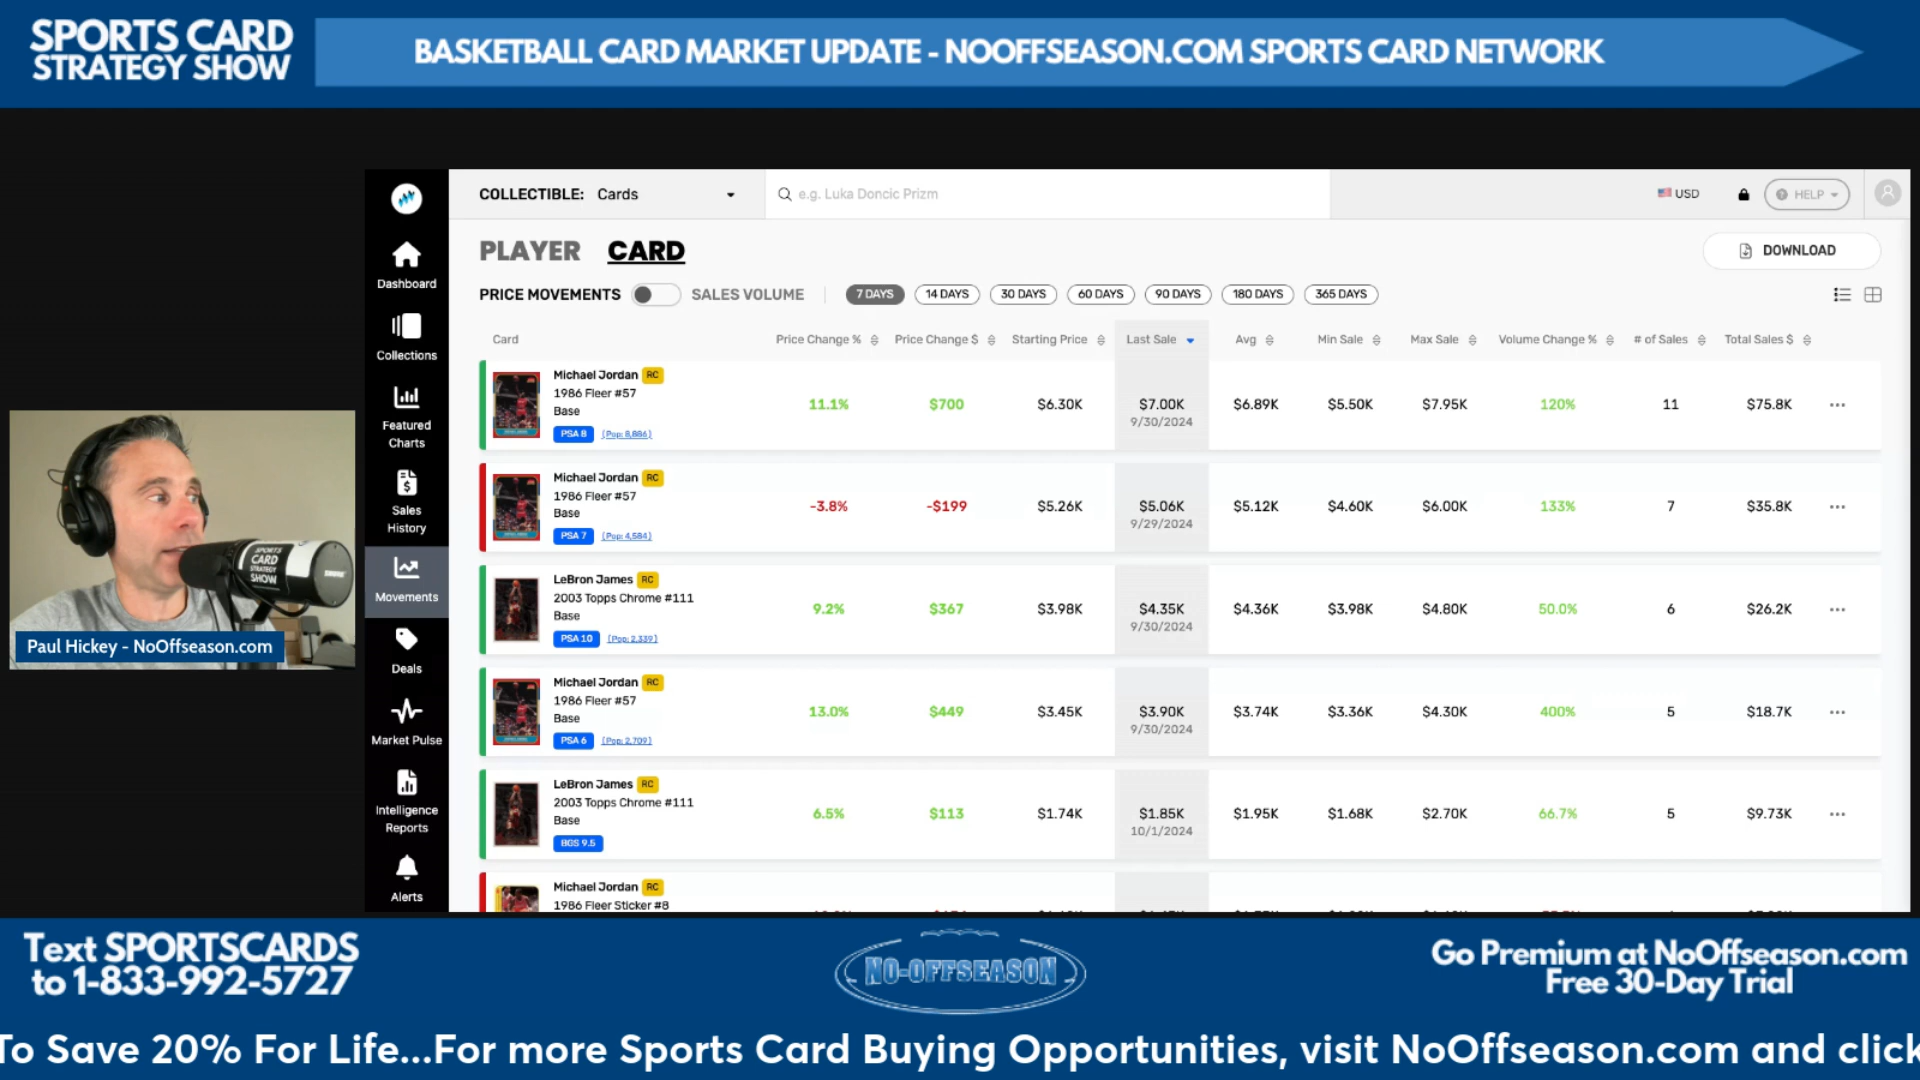 SPORTS CARD
STRATEGY SHOW
BASKETBALL CARD MARKET UPDATE - NOOFFSEASON.COM SPORTS CARD NETWORK
COLLECTIBLE: Cards
e.g. Luka Doncic Prizm
USD
HELP
PLAYER CARD
DOWNLOAD
PRICE MOVEMENTS SALES VOLUME 7 DAYS 14 DAYS 30 DAYS 60 DAYS 90 DAYS 180 DAYS 365 DAYS
Dashboard
Collections
Featured
Charts
Sales
History
Movements
Deals
Market Pulse
Intelligence
Reports
Alerts
Card Price Change % Price Change $ Starting Price Last Sale Avg Min Sale Max Sale Volume Change % # of Sales Total Sales $
Michael Jordan RC
1986 Fleer #57
Base
PSA 8 (Pop: 8,886)
11.1% $700 $6.30K $7.00K $6.89K $5.50K $7.95K 120% 11 $75.8K
9/30/2024
Michael Jordan RC
1986 Fleer #57
Base
PSA 7 (Pop: 4,584)
-3.8% -$199 $5.26K $5.06K $5.12K $4.60K $6.00K 133% 7 $35.8K
9/29/2024
LeBron James RC
2003 Topps Chrome #111
Base
PSA 10 (Pop: 2,339)
9.2% $367 $3.98K $4.35K $4.36K $3.98K $4.80K 50.0% 6 $26.2K
9/30/2024
Michael Jordan RC
1986 Fleer #57
Base
PSA 6 (Pop: 2,709)
13.0% $449 $3.45K $3.90K $3.74K $3.36K $4.30K 400% 5 $18.7K
9/30/2024
LeBron James RC
2003 Topps Chrome #111
Base
BGS 9.5
6.5% $113 $1.74K $1.85K $1.95K $1.68K $2.70K 66.7% 5 $9.73K
10/1/2024
Michael Jordan RC
1986 Fleer Sticker #8
SPORTS
CARD
STRATEGY
SHOW
SHURE
Paul Hickey - NoOffseason.com
Text SPORTSCARDS
to 1-833-992-5727
NO-OFFSEASON
Go Premium at NoOffseason.com
Free 30-Day Trial
To Save 20% For Life...For more Sports Card Buying Opportunities, visit NoOffseason.com and click